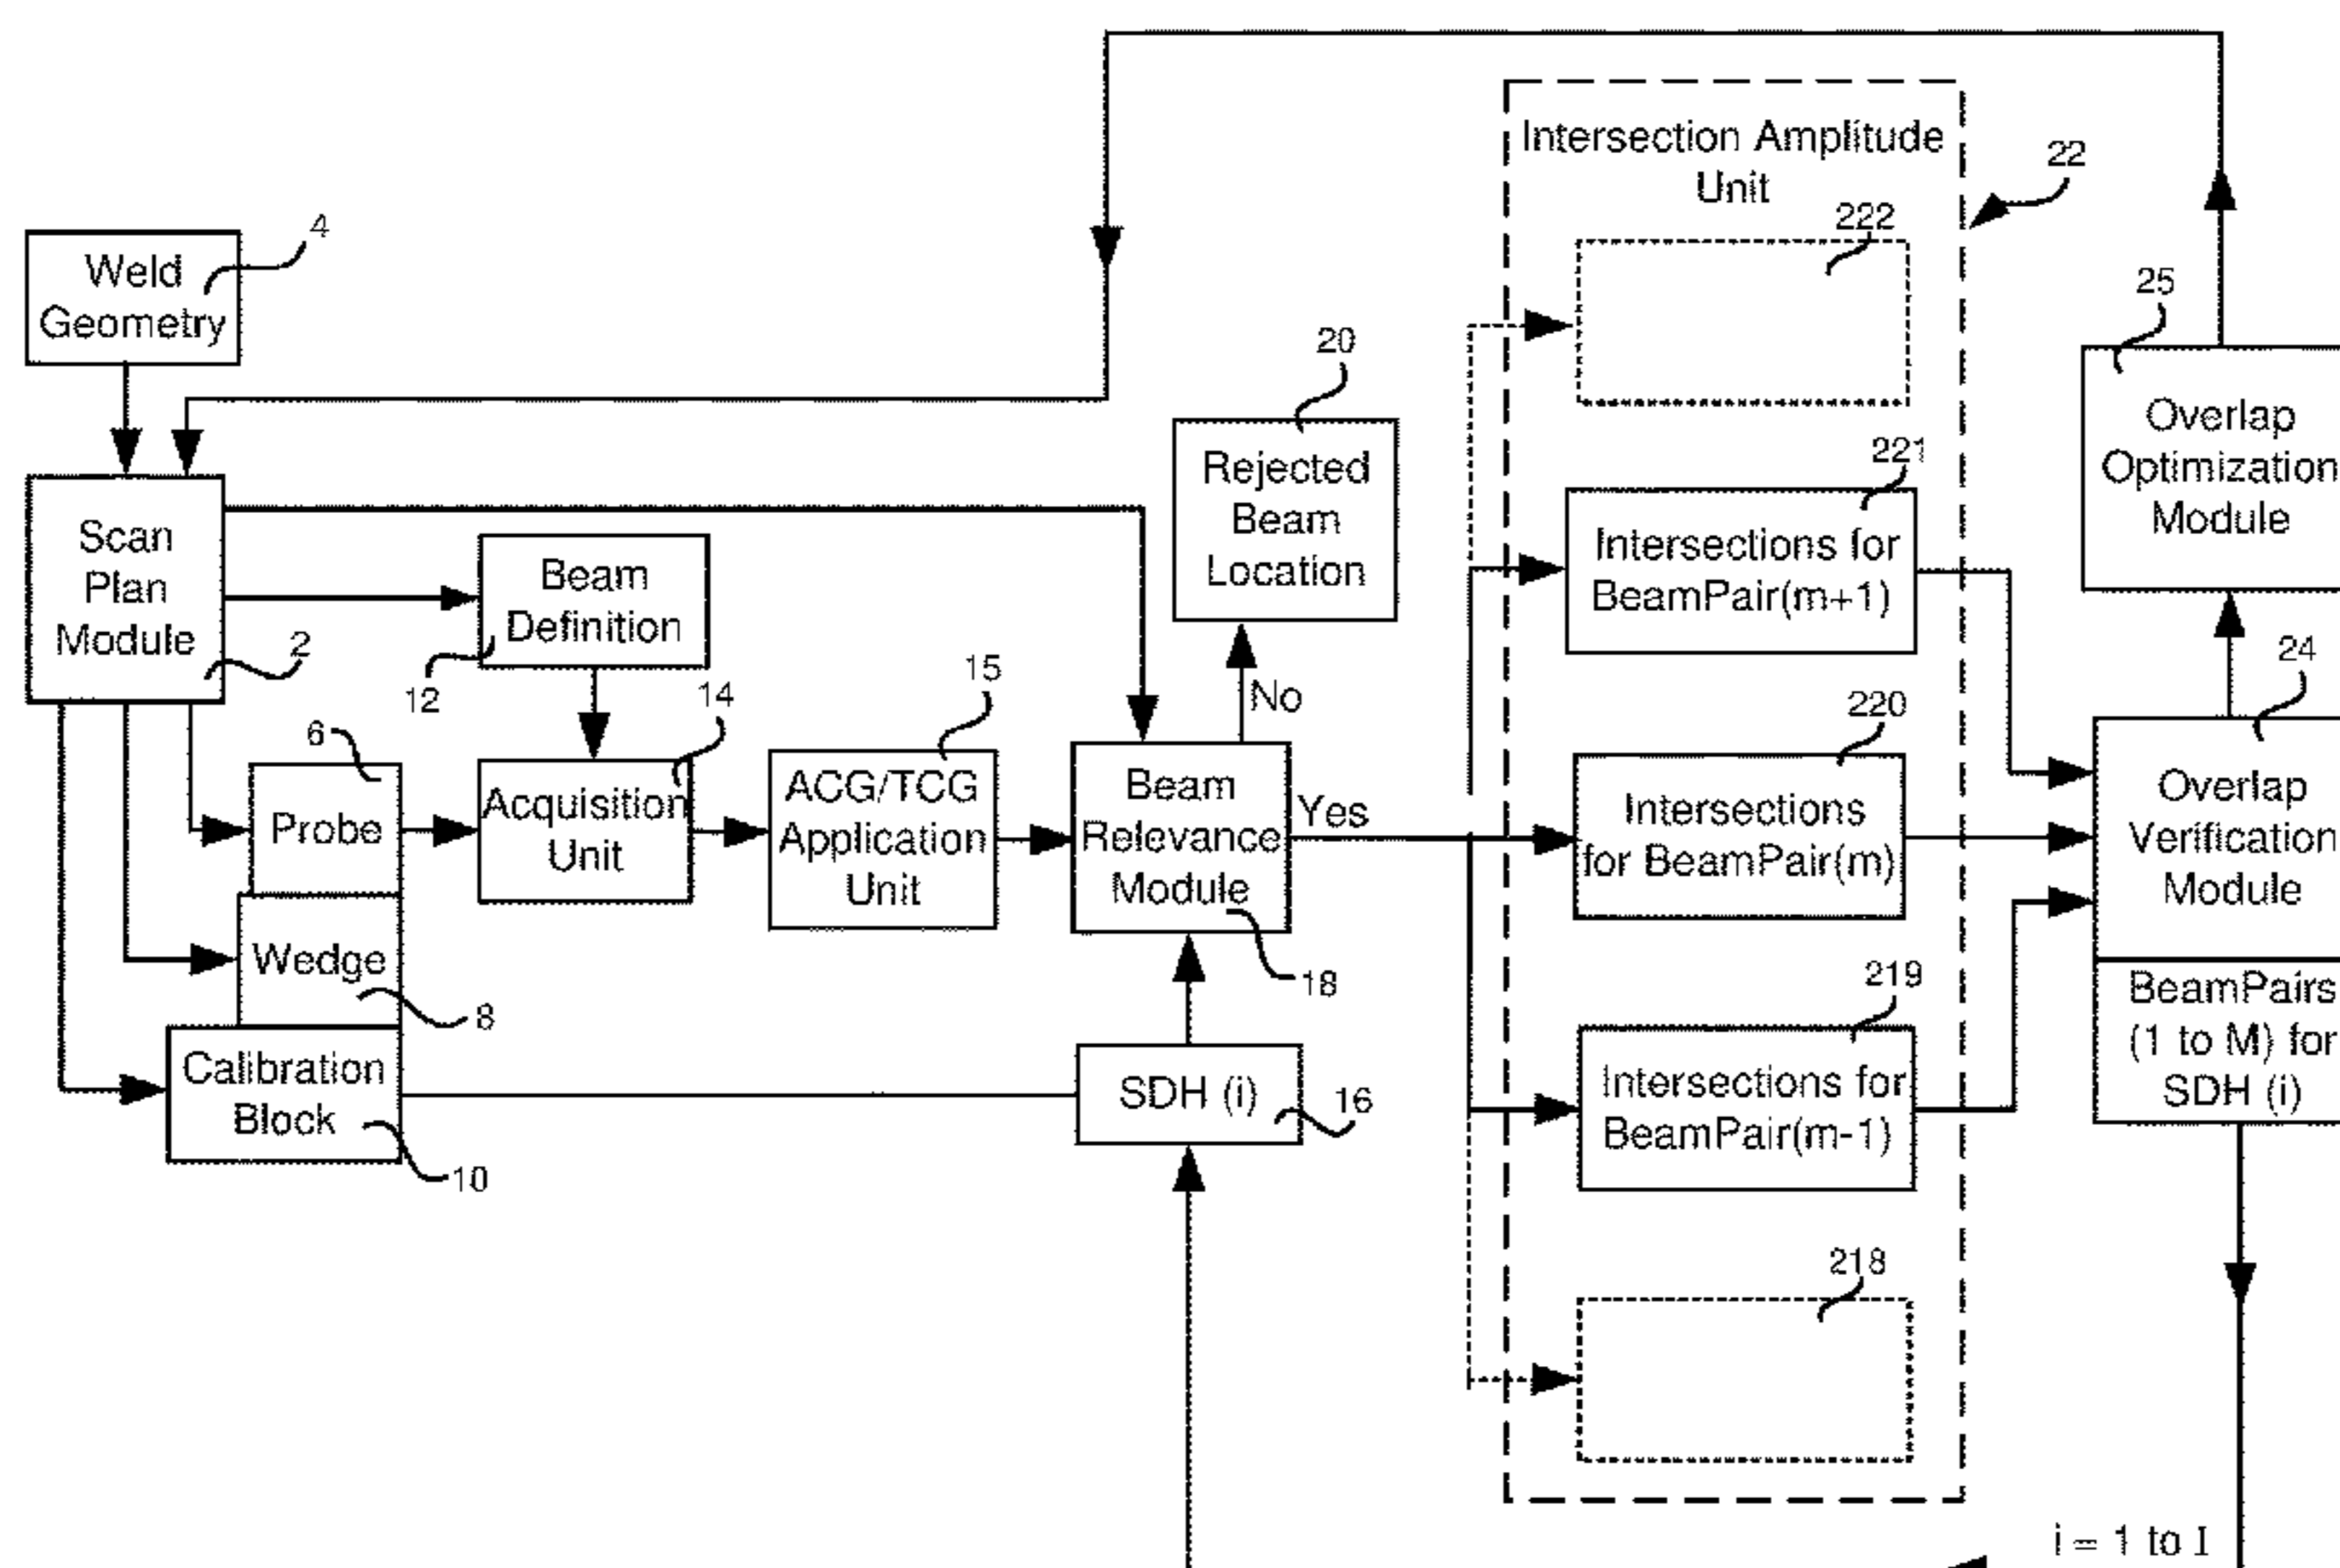 Intersection Amplitude
Unit
22
222
4
Weld
Geometry
25
Overlap
Optimization
Module
20
Rejected
Beam
Location
221
Intersections for
BeamPair(m+1)
Scan
Plan
Module
2
Beam
Definition
12
14
15
No
6
Probe
Acquisition
Unit
ACG/TCG
Application
Unit
Beam
Relevance
Module
18
Yes
220
Intersections
for BeamPair(m)
24
Overlap
Verification
Module
Wedge
8
219
Intersections for
BeamPair(m-1)
BeamPairs
(1 to M) for
SDH (i)
Calibration
Block
10
SDH (i)
16
218
i = 1 to I